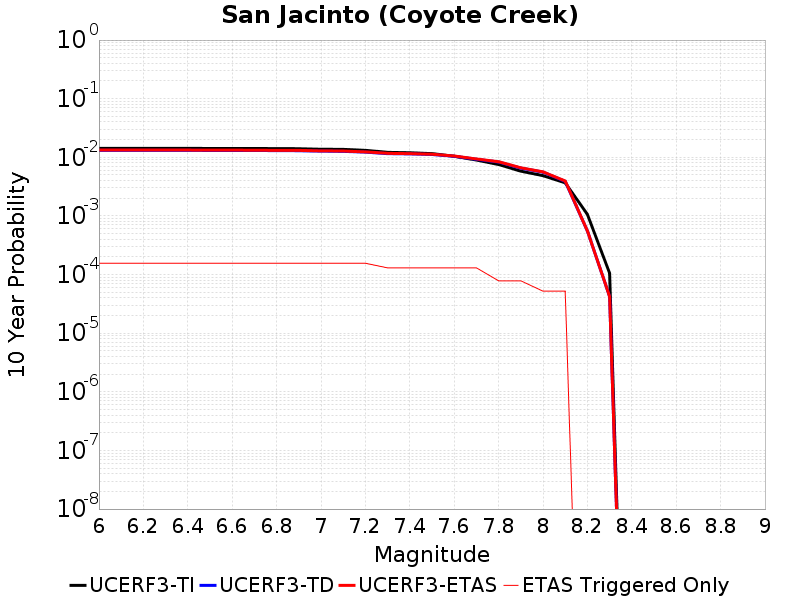 San Jacinto (Coyote Creek)
10^0
10^-1
10^-2
10^-3
10^-4
10^-5
10^-6
10^-7
10^-8
10 Year Probability
6 6.2 6.4 6.6 6.8 7 7.2 7.4 7.6 7.8 8 8.2 8.4 8.6 8.8 9
Magnitude
UCERF3-TI UCERF3-TD UCERF3-ETAS ETAS Triggered Only